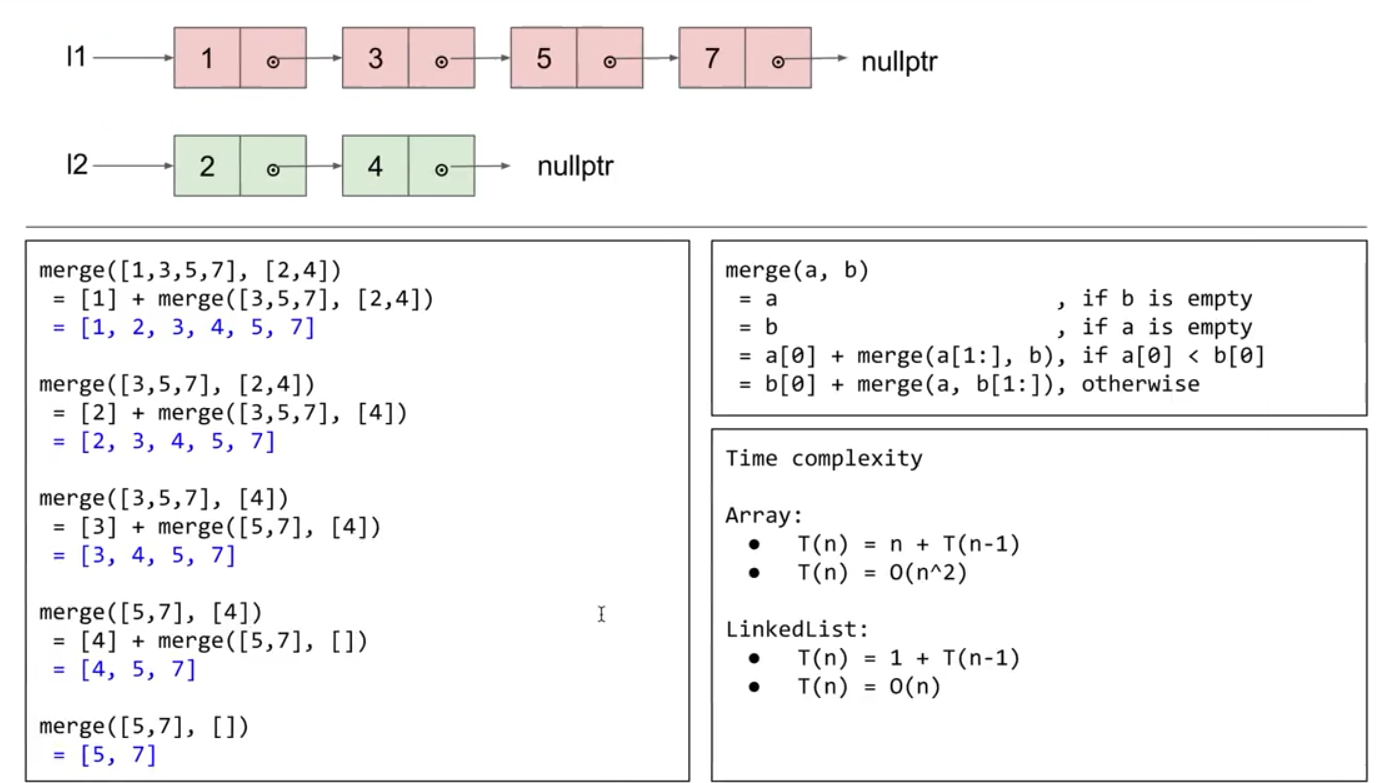 l1 1 3 5 7 nullptr
l2 2 4 nullptr
merge([1,3,5,7], [2,4])
= [1] + merge([3,5,7], [2,4])
= [1, 2, 3, 4, 5, 7]
merge([3,5,7], [2,4])
= [2] + merge([3,5,7], [4])
= [2, 3, 4, 5, 7]
merge([3,5,7], [4])
= [3] + merge([5,7], [4])
= [3, 4, 5, 7]
merge([5,7], [4])
= [4] + merge([5,7], [])
= [4, 5, 7]
merge([5,7], [])
= [5, 7]
merge(a, b)
= a , if b is empty
= b , if a is empty
= a[0] + merge(a[1:], b), if a[0] < b[0]
= b[0] + merge(a, b[1:]), otherwise
Time complexity
Array:
● T(n) = n + T(n-1)
● T(n) = O(n^2)
LinkedList:
● T(n) = 1 + T(n-1)
● T(n) = O(n)